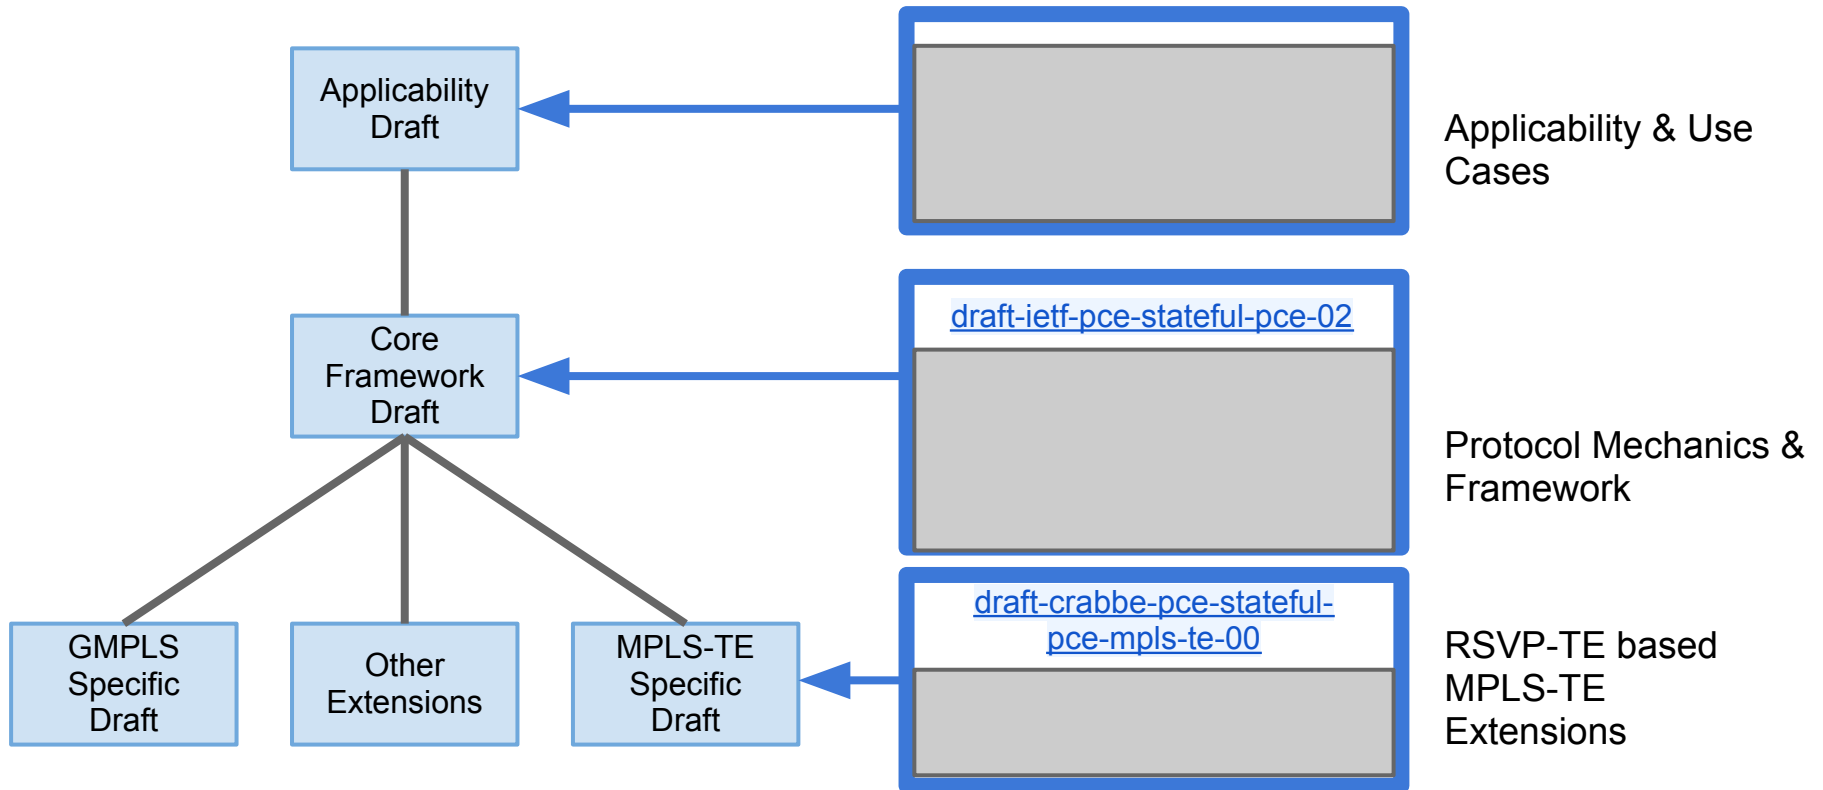 Applicability
Draft
Applicability & Use
Cases
draft-ietf-pce-stateful-pce-02
Core
Framework
Draft
Protocol Mechanics &
Framework
draft-crabbe-pce-stateful-
pce-mpls-te-00
GMPLS
Specific
Draft
Other
Extensions
MPLS-TE
Specific
Draft
RSVP-TE based
MPLS-TE
Extensions